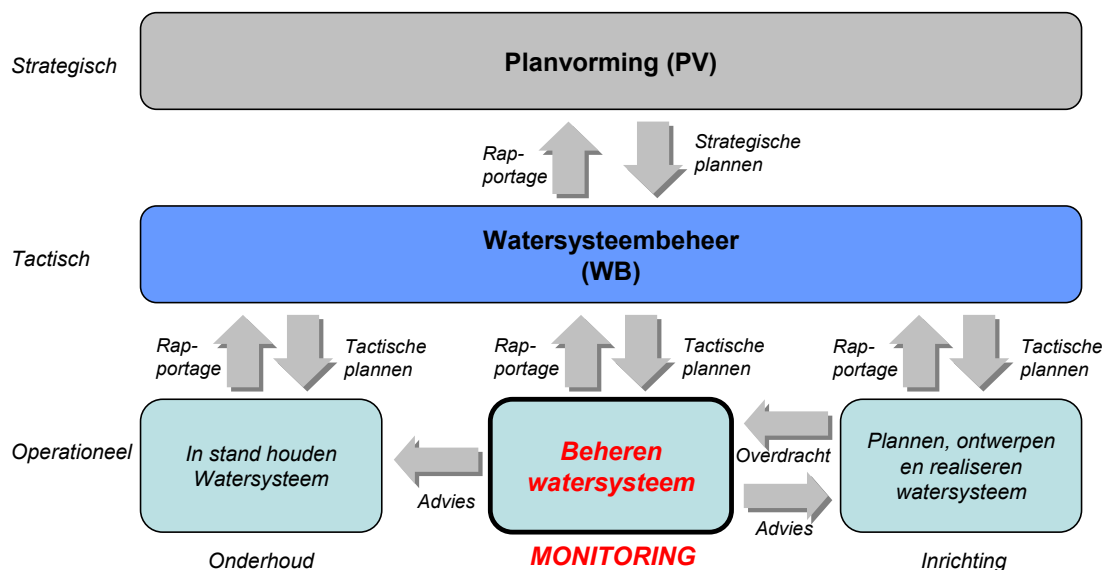 Strategisch
Planvorming (PV)
Rap-
portage
Strategische
plannen
Tactisch
Watersysteembeheer
(WB)
Rap-
portage
Tactische
plannen
Rap-
portage
Tactische
plannen
Rap-
portage
Tactische
plannen
Operationeel
In stand houden
Watersysteem
Advies
Beheren
watersysteem
Overdracht
Advies
Plannen, ontwerpen
en realiseren
watersysteem
Onderhoud
MONITORING
Inrichting